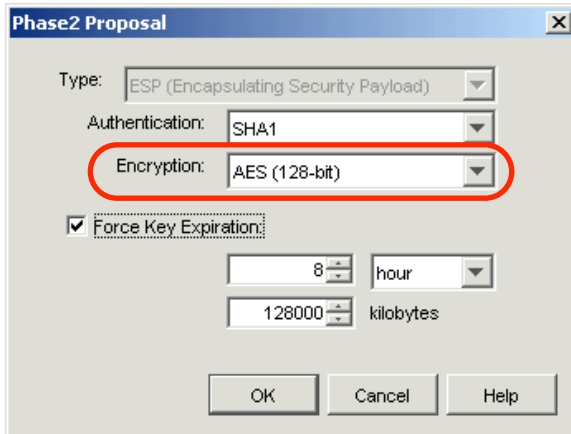 Phase2 Proposal
Type: ESP (Encapsulating Security Payload)
Authentication: SHA1
Encryption: AES (128-bit)
Force Key Expiration:
8 hour
128000 kilobytes
OK Cancel Help